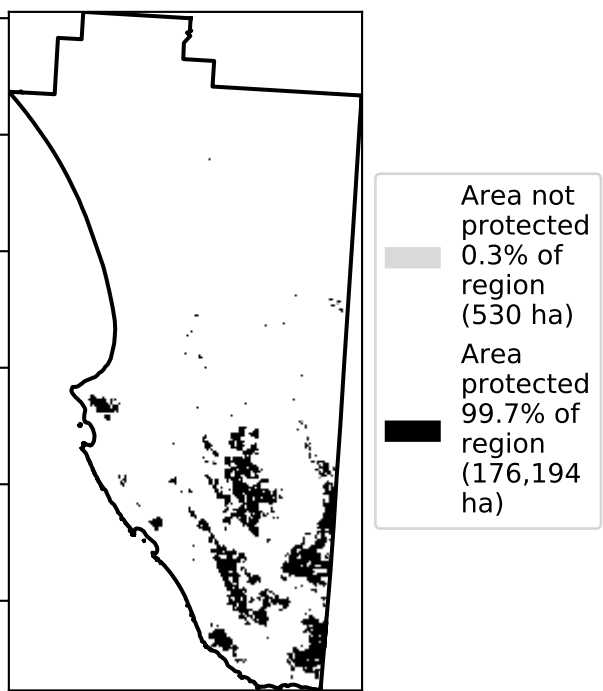 Area not
protected
0.3% of
region
(530 ha)
Area
protected
99.7% of
region
(176,194
ha)